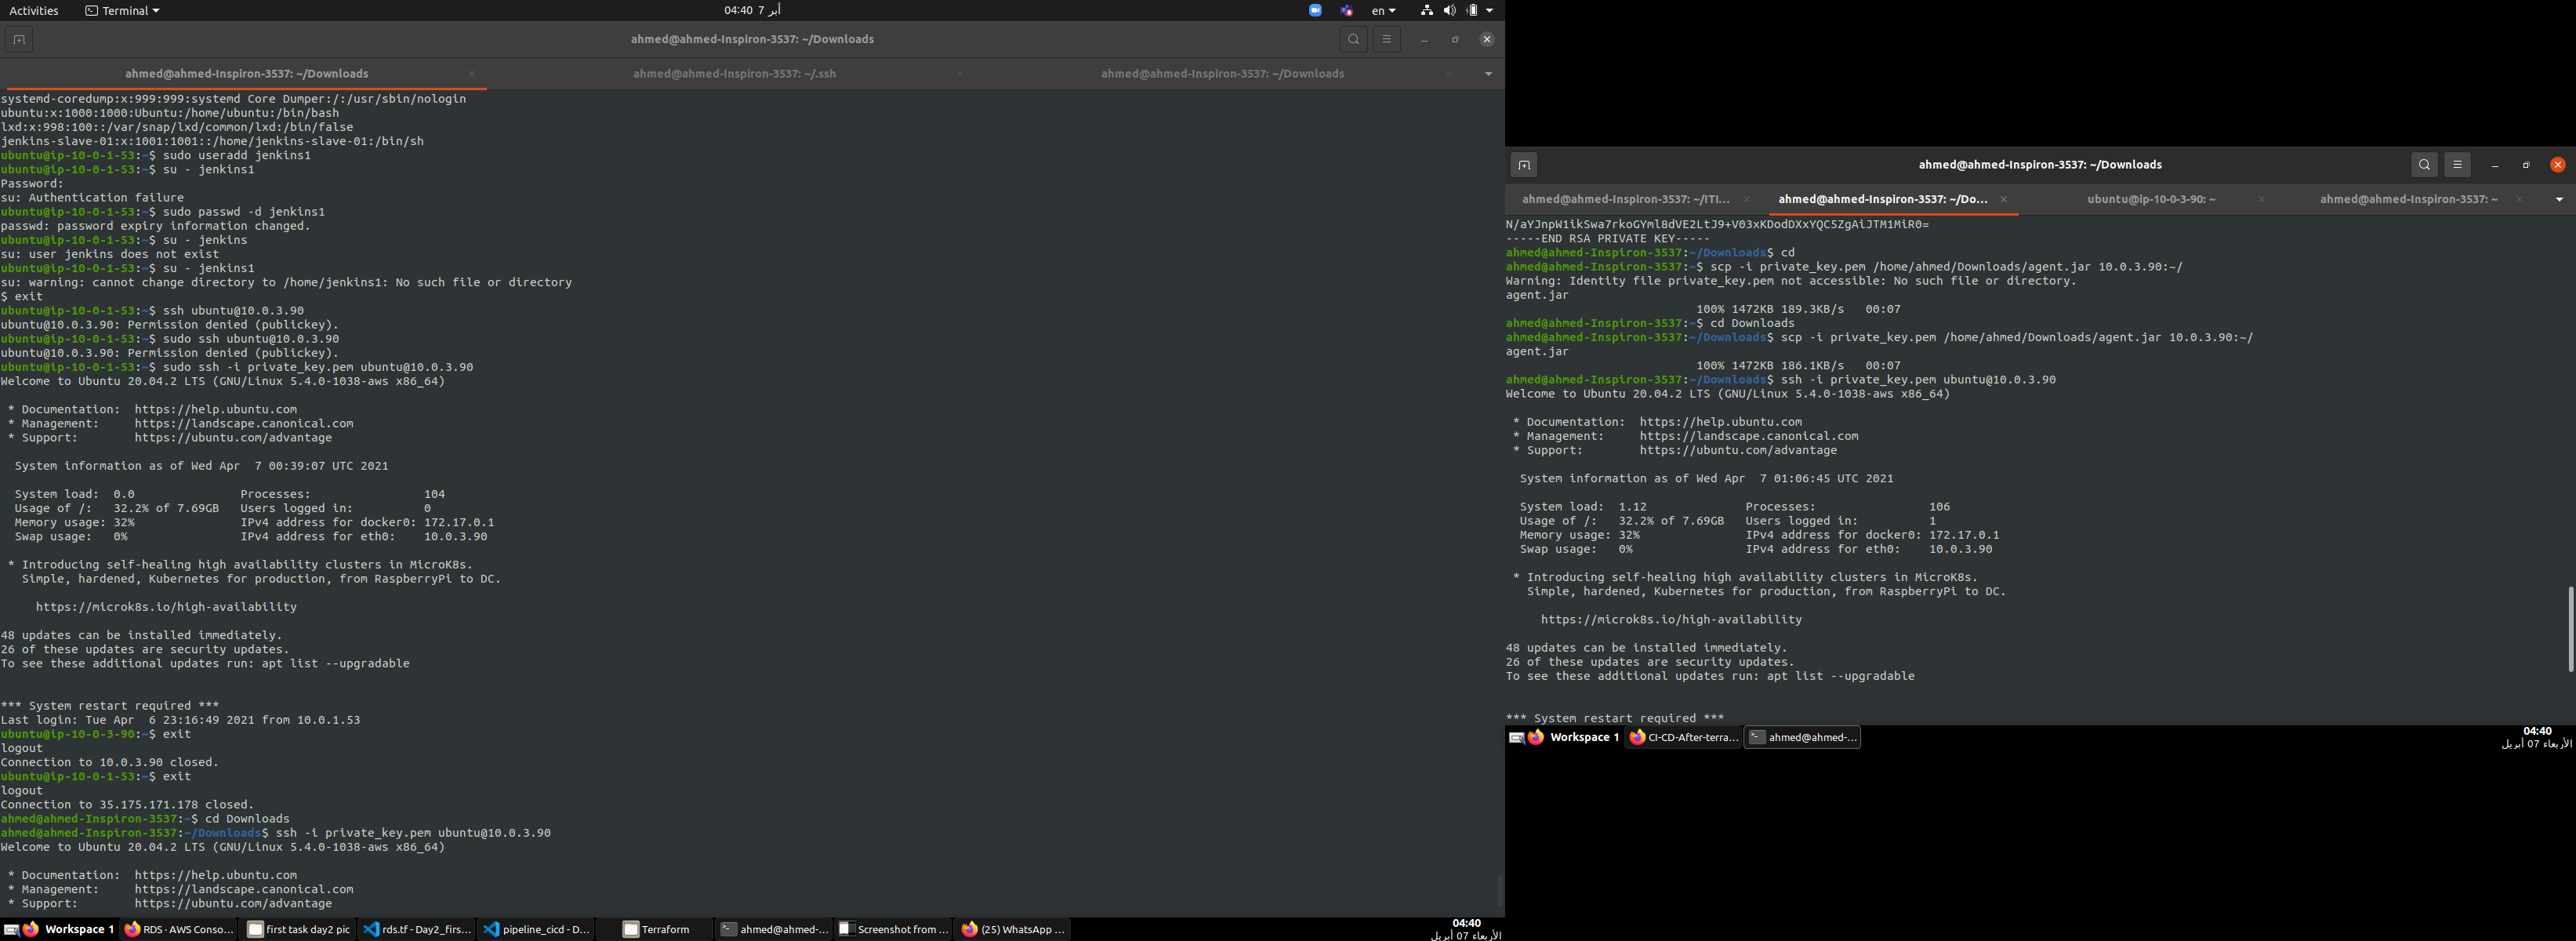 Activities
Terminal
04:40 7 أبر
en
ahmed@ahmed-Inspiron-3537: ~/Downloads
ahmed@ahmed-Inspiron-3537: ~/Downloads
ahmed@ahmed-Inspiron-3537: ~/.ssh
ahmed@ahmed-Inspiron-3537: ~/Downloads
systemd-coredump:x:999:999:systemd Core Dumper:/:/usr/sbin/nologin
ubuntu:x:1000:1000:Ubuntu:/home/ubuntu:/bin/bash
lxd:x:998:100::/var/snap/lxd/common/lxd:/bin/false
jenkins-slave-01:x:1001:1001::/home/jenkins-slave-01:/bin/sh
ubuntu@ip-10-0-1-53:~$ sudo useradd jenkins1
ubuntu@ip-10-0-1-53:~$ su - jenkins1
Password:
su: Authentication failure
ubuntu@ip-10-0-1-53:~$ sudo passwd -d jenkins1
passwd: password expiry information changed.
ubuntu@ip-10-0-1-53:~$ su - jenkins
su: user jenkins does not exist
ubuntu@ip-10-0-1-53:~$ su - jenkins1
su: warning: cannot change directory to /home/jenkins1: No such file or directory
$ exit
ubuntu@ip-10-0-1-53:~$ ssh ubuntu@10.0.3.90
ubuntu@10.0.3.90: Permission denied (publickey).
ubuntu@ip-10-0-1-53:~$ sudo ssh ubuntu@10.0.3.90
ubuntu@10.0.3.90: Permission denied (publickey).
ubuntu@ip-10-0-1-53:~$ sudo ssh -i private_key.pem ubuntu@10.0.3.90
Welcome to Ubuntu 20.04.2 LTS (GNU/Linux 5.4.0-1038-aws x86_64)
* Documentation: https://help.ubuntu.com
* Management: https://landscape.canonical.com
* Support: https://ubuntu.com/advantage
System information as of Wed Apr 7 00:39:07 UTC 2021
System load: 0.0 Processes: 104
Usage of /: 32.2% of 7.69GB Users logged in: 0
Memory usage: 32% IPv4 address for docker0: 172.17.0.1
Swap usage: 0% IPv4 address for eth0: 10.0.3.90
* Introducing self-healing high availability clusters in MicroK8s.
Simple, hardened, Kubernetes for production, from RaspberryPi to DC.
https://microk8s.io/high-availability
48 updates can be installed immediately.
26 of these updates are security updates.
To see these additional updates run: apt list --upgradable
*** System restart required ***
Last login: Tue Apr 6 23:16:49 2021 from 10.0.1.53
ubuntu@ip-10-0-3-90:~$ exit
logout
Connection to 10.0.3.90 closed.
ubuntu@ip-10-0-1-53:~$ exit
logout
Connection to 35.175.171.178 closed.
ahmed@ahmed-Inspiron-3537:~$ cd Downloads
ahmed@ahmed-Inspiron-3537:~/Downloads$ ssh -i private_key.pem ubuntu@10.0.3.90
Welcome to Ubuntu 20.04.2 LTS (GNU/Linux 5.4.0-1038-aws x86_64)
* Documentation: https://help.ubuntu.com
* Management: https://landscape.canonical.com
* Support: https://ubuntu.com/advantage
Workspace 1
RDS · AWS Conso...
first task day2 pic
rds.tf - Day2_firs...
pipeline_cicd - D...
Terraform
ahmed@ahmed-...
Screenshot from ...
(25) WhatsApp ...
04:40
الأربعاء 07 أبريل
ahmed@ahmed-Inspiron-3537: ~/Downloads
ahmed@ahmed-Inspiron-3537: ~/ITI...
ahmed@ahmed-Inspiron-3537: ~/Do...
ubuntu@ip-10-0-3-90: ~
ahmed@ahmed-Inspiron-3537: ~
N/aYJnpW1ikSwa7rkoGYml8dVE2LtJ9+V03xKDodDXxYQC5ZgAiJTM1MiR0=
-----END RSA PRIVATE KEY-----
ahmed@ahmed-Inspiron-3537:~/Downloads$ cd
ahmed@ahmed-Inspiron-3537:~$ scp -i private_key.pem /home/ahmed/Downloads/agent.jar 10.0.3.90:~/
Warning: Identity file private_key.pem not accessible: No such file or directory.
agent.jar
100% 1472KB 189.3KB/s 00:07
ahmed@ahmed-Inspiron-3537:~$ cd Downloads
ahmed@ahmed-Inspiron-3537:~/Downloads$ scp -i private_key.pem /home/ahmed/Downloads/agent.jar 10.0.3.90:~/
agent.jar
100% 1472KB 186.1KB/s 00:07
ahmed@ahmed-Inspiron-3537:~/Downloads$ ssh -i private_key.pem ubuntu@10.0.3.90
Welcome to Ubuntu 20.04.2 LTS (GNU/Linux 5.4.0-1038-aws x86_64)
* Documentation: https://help.ubuntu.com
* Management: https://landscape.canonical.com
* Support: https://ubuntu.com/advantage
System information as of Wed Apr 7 01:06:45 UTC 2021
System load: 1.12 Processes: 106
Usage of /: 32.2% of 7.69GB Users logged in: 1
Memory usage: 32% IPv4 address for docker0: 172.17.0.1
Swap usage: 0% IPv4 address for eth0: 10.0.3.90
* Introducing self-healing high availability clusters in MicroK8s.
Simple, hardened, Kubernetes for production, from RaspberryPi to DC.
https://microk8s.io/high-availability
48 updates can be installed immediately.
26 of these updates are security updates.
To see these additional updates run: apt list --upgradable
*** System restart required ***
Workspace 1
CI-CD-After-terra...
ahmed@ahmed-...
04:40
الأربعاء 07 أبريل